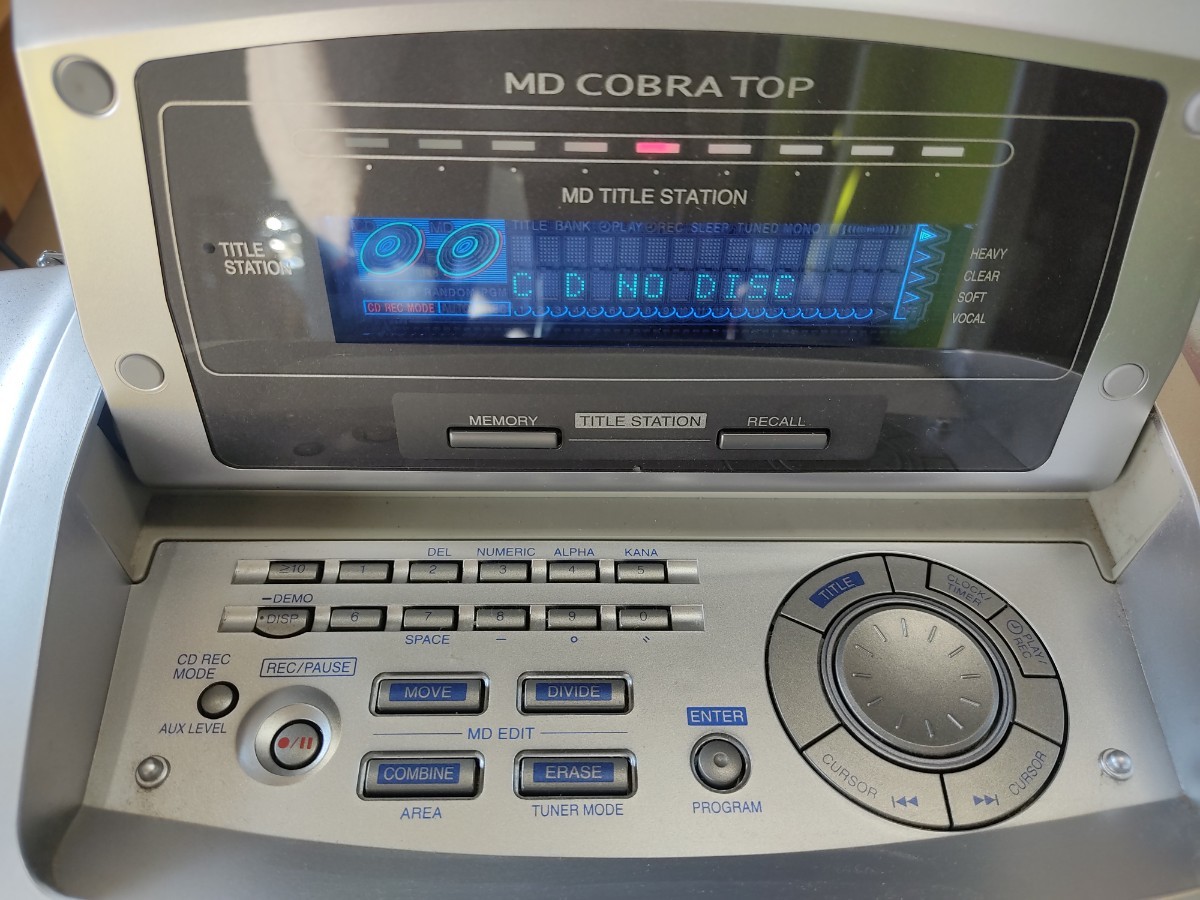 MD COBRA TOP
MD TITLE STATION
TITLE BANK PLAY REC SLEEP TUNED MONO
TITLE
STATION
CD NO DISC
CD REC MODE
HEAVY
CLEAR
SOFT
VOCAL
MEMORY
TITLE STATION
RECALL
DEL
NUMERIC
ALPHA
KANA
≥10 1 2 3 4 5
–DEMO
•DISP 6 7 8 9 0
SPACE
–
°
〃
CD REC
MODE
REC/PAUSE
AUX LEVEL
●/II
MOVE
DIVIDE
MD EDIT
COMBINE
ERASE
AREA
TUNER MODE
ENTER
PROGRAM
TITLE
CLOCK/
TIMER
PLAY/
REC
CURSOR
CURSOR